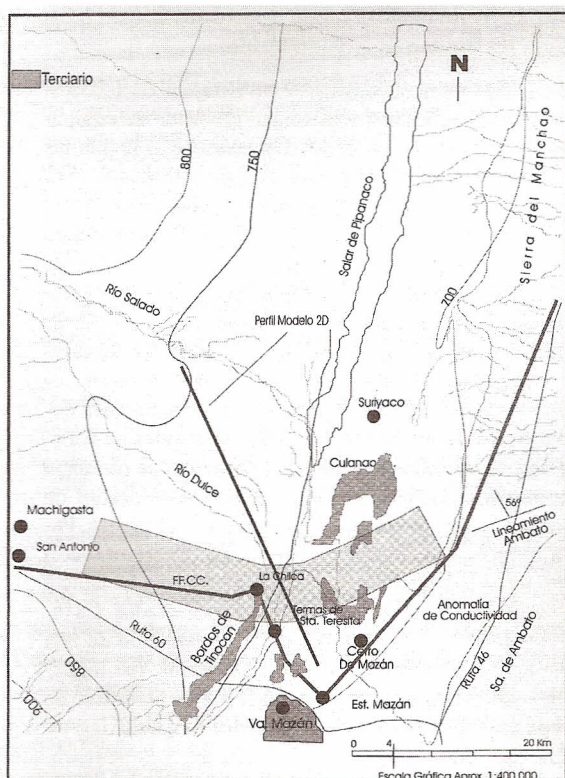 Terciario
N
800
750
Salar de Pipanaco
Sierra del Manchao
700
Río Salado
Perfil Modelo 2D
Suriyaco
Culanao
Río Dulce
Machigasta
San Antonio
56º
Lineamiento
Ambato
FF.CC.
La Chilca
Termas de
Sta. Teresita
Anomalía
de Conductividad
Bordos de
Tinocán
Ruta 60
Cerro
De Mazán
Ruta 46
Sa. de Ambato
850
900
Est. Mazán
Va. Mazán
0 4 20 Km
Escala Gráfica Aprox. 1:400.000